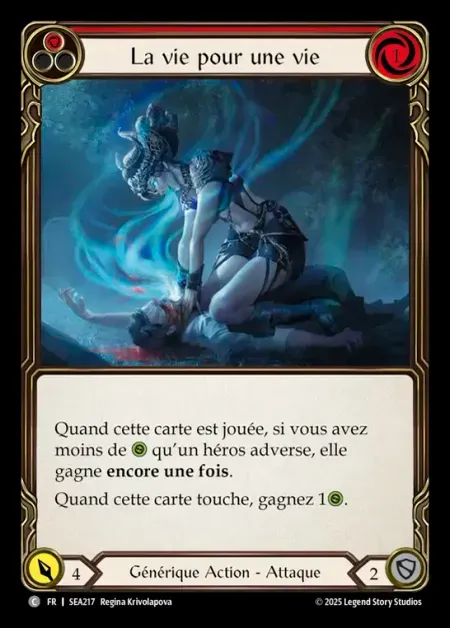 La vie pour une vie
1
Quand cette carte est jouée, si vous avez
moins de qu'un héros adverse, elle
gagne encore une fois.
Quand cette carte touche, gagnez 1.
4
Générique Action - Attaque
2
C FR | SEA217 Regina Krivolapova
© 2025 Legend Story Studios